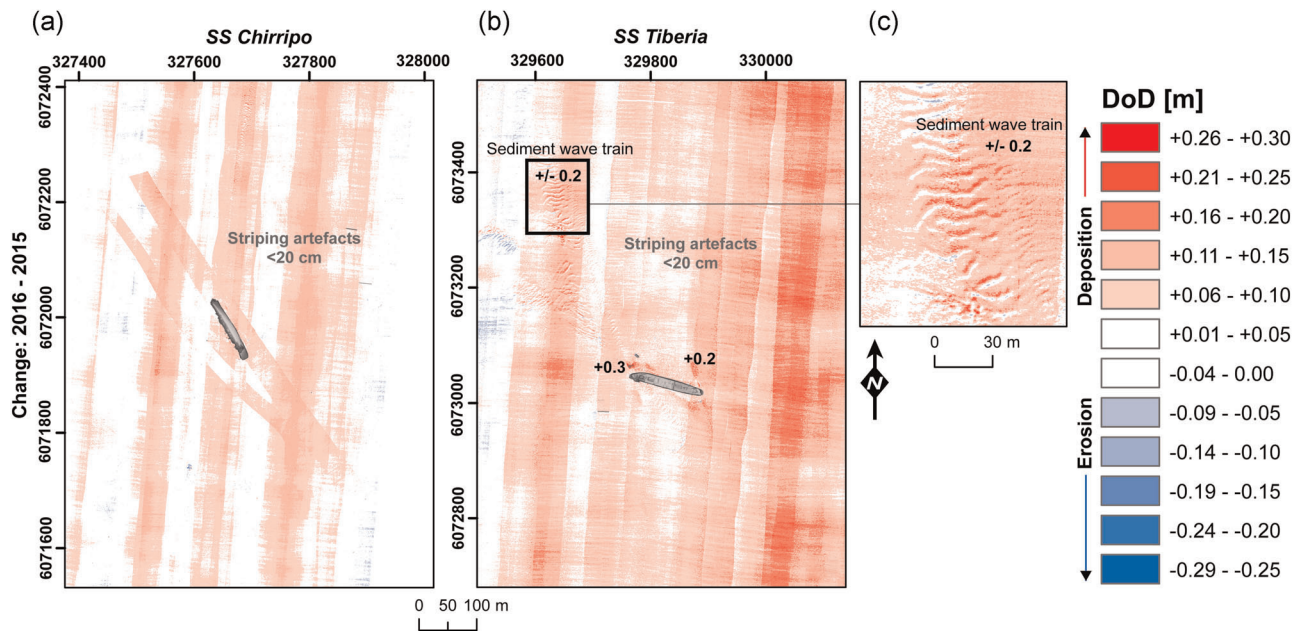 (a)
SS Chirripo
327400
327600
327800
328000
6072400
6072200
6072000
6071800
6071600
Change: 2016 - 2015
Striping artefacts
<20 cm
(b)
SS Tiberia
329600
329800
330000
6073400
6073200
6073000
6072800
Sediment wave train
+/- 0.2
Striping artefacts
<20 cm
+0.3
+0.2
0 50 100 m
(c)
Sediment wave train
+/- 0.2
0 30 m
N
DoD [m]
Deposition
Erosion
+0.26 - +0.30
+0.21 - +0.25
+0.16 - +0.20
+0.11 - +0.15
+0.06 - +0.10
+0.01 - +0.05
-0.04 - 0.00
-0.09 - -0.05
-0.14 - -0.10
-0.19 - -0.15
-0.24 - -0.20
-0.29 - -0.25